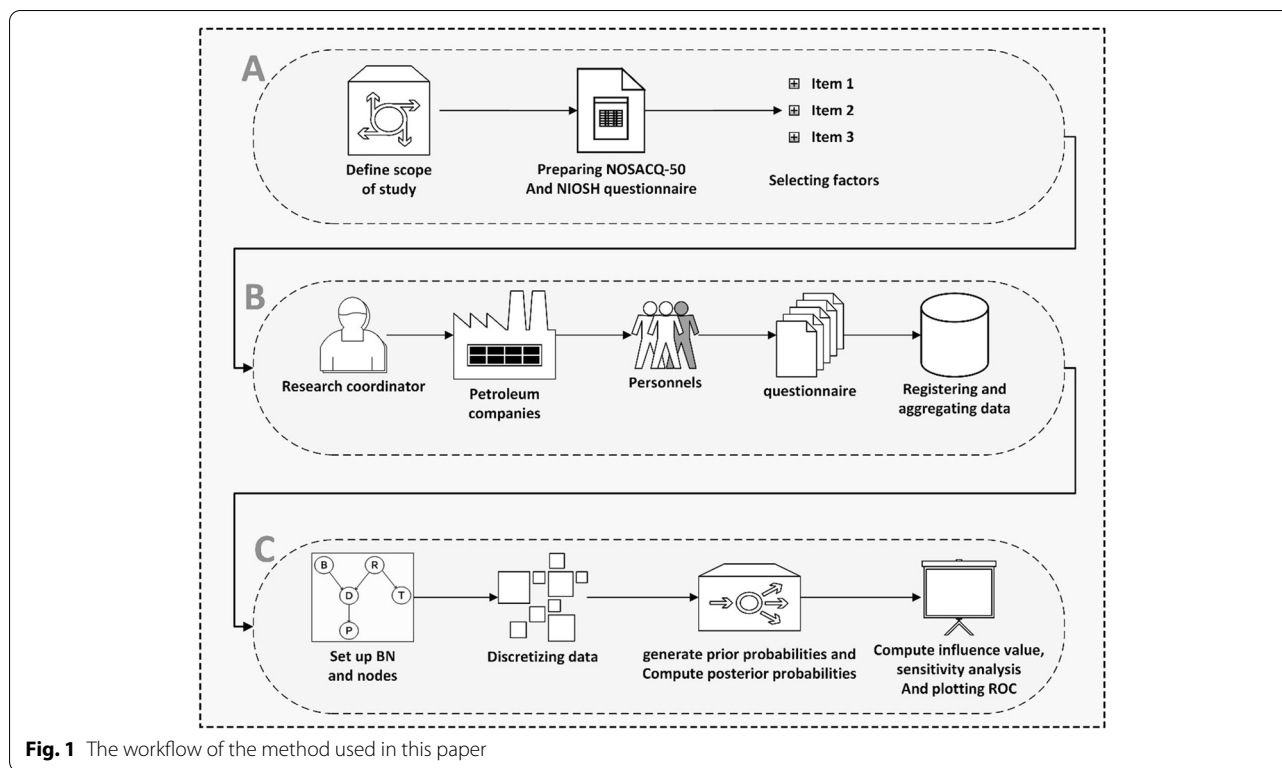 A
Define scope
of study
Preparing NOSACQ-50
And NIOSH questionnaire
Item 1
Item 2
Item 3
Selecting factors
B
Research coordinator
Petroleum
companies
Personnels
questionnaire
Registering and
aggregating data
C
B
R
D
T
P
Set up BN
and nodes
Discretizing data
generate prior probabilities and
Compute posterior probabilities
Compute influence value,
sensitivity analysis
And plotting ROC
Fig. 1 The workflow of the method used in this paper